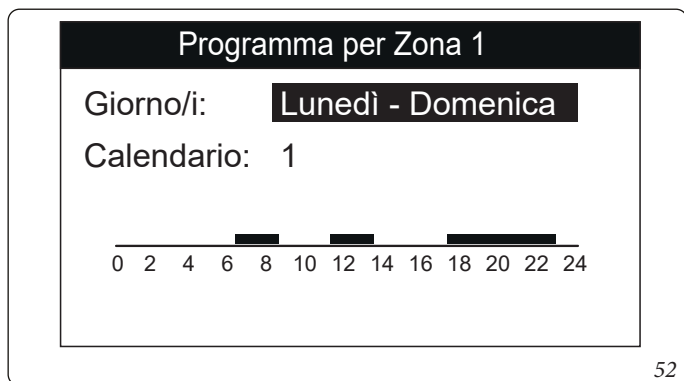 Programma per Zona 1
Giorno/i: Lunedì - Domenica
Calendario: 1
0 2 4 6 8 10 12 14 16 18 20 22 24
52